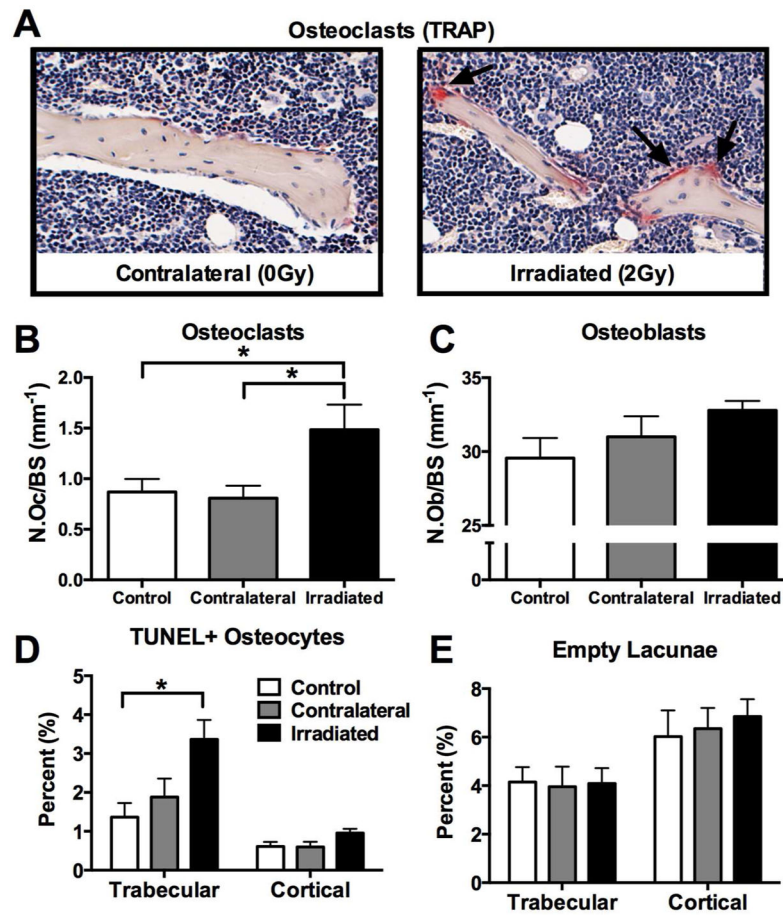 A
Osteoclasts (TRAP)
Contralateral (0Gy)
Irradiated (2Gy)
B
Osteoclasts
*
*
N.Oc/BS (mm-1)
2.0
1.5
1.0
0.5
0.0
Control
Contralateral
Irradiated
C
Osteoblasts
N.Ob/BS (mm-1)
35
30
25
0
Control
Contralateral
Irradiated
D
TUNEL+ Osteocytes
*
Percent (%)
5
4
3
2
1
0
Control
Contralateral
Irradiated
Trabecular
Cortical
E
Empty Lacunae
Percent (%)
8
6
4
2
0
Trabecular
Cortical